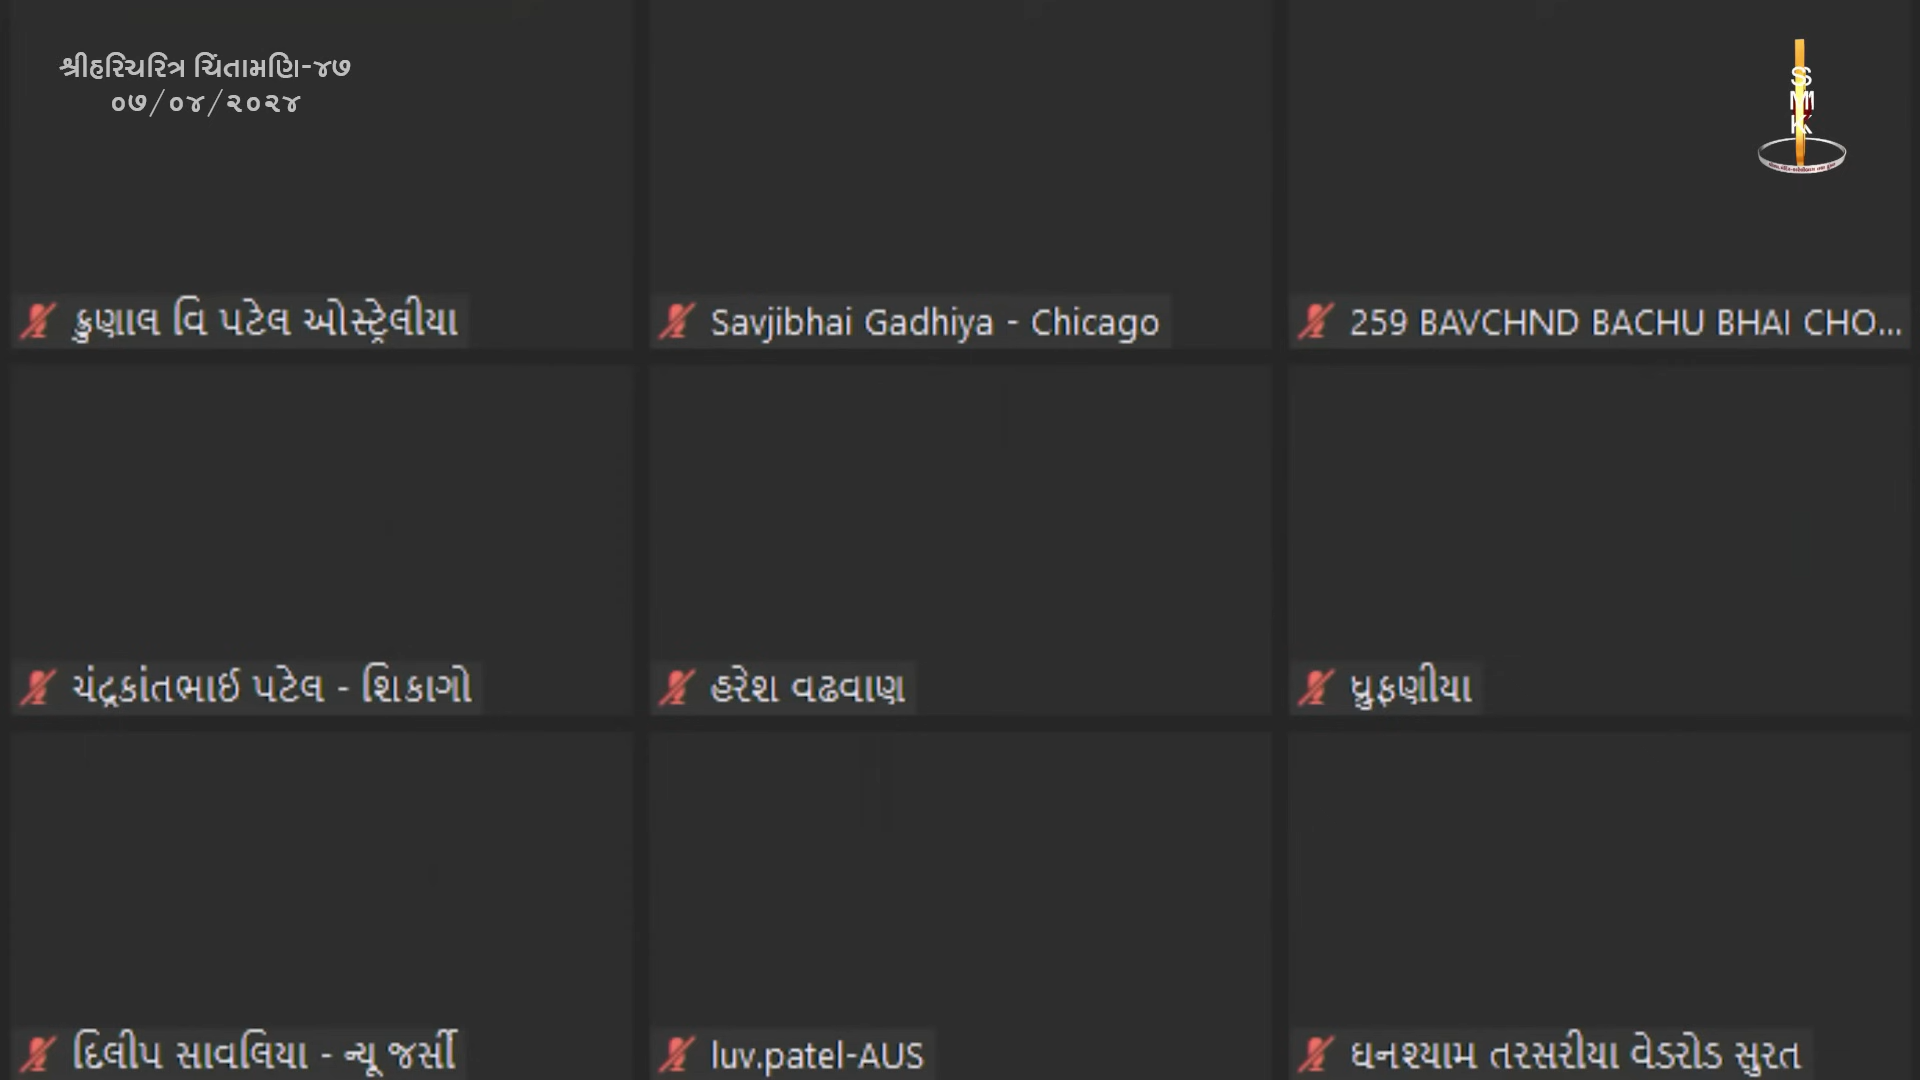 શ્રીહરિચરિત્ર ચિંતામણિ-૪૭
૦૭/૦૪/૨૦૨૪
S
M
K
કુણાલ વિ પટેલ ઓસ્ટ્રેલીયા
Savjibhai Gadhiya - Chicago
259 BAVCHND BACHU BHAI CHO...
ચંદ્રકાંતભાઈ પટેલ - શિકાગો
હરેશ વઢવાણ
ધ્રુફણીયા
દિલીપ સાવલિયા - ન્યૂ જર્સી
luv.patel-AUS
ઘનશ્યામ તરસરીયા વેડરોડ સુરત